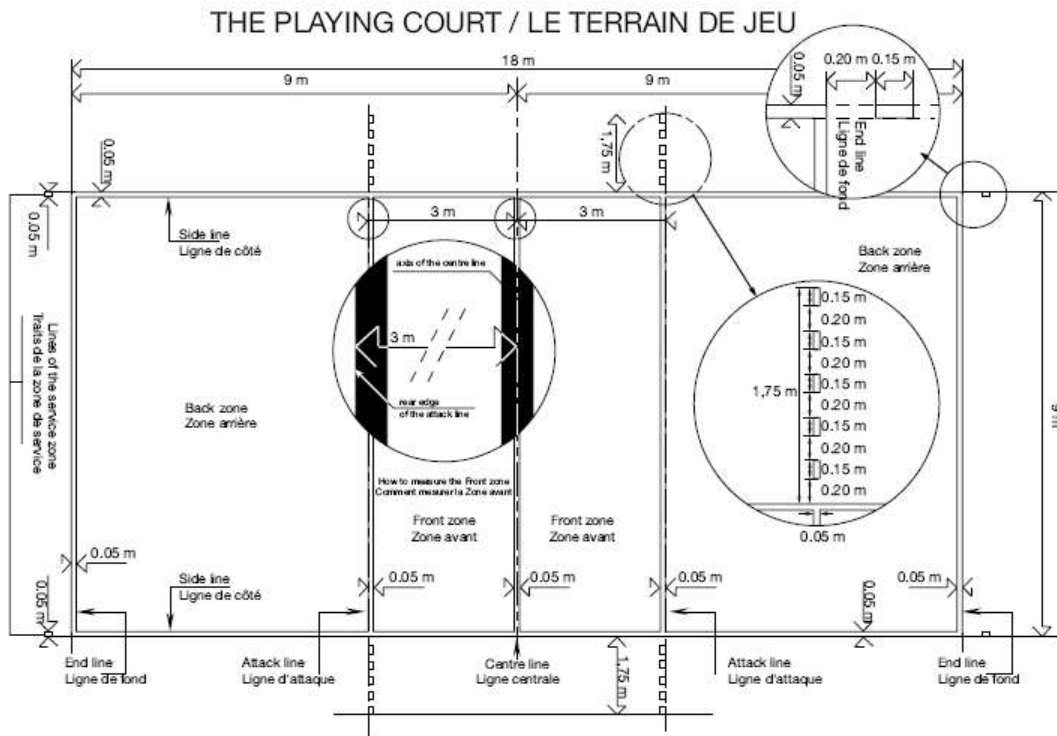 THE PLAYING COURT / LE TERRAIN DE JEU
18 m
9 m
9 m
0.05 m
0.20 m
0.15 m
End line
Ligne de fond
1,75 m
0.05 m
0.05 m
3 m
3 m
Side line
Ligne de côté
Back zone
Zone arrière
axis of the centre line
3 m
rear edge
of the attack line
How to measure the Front zone
Comment mesurer la Zone avant
Lines of the service zone
Traits de la zone de service
Back zone
Zone arrière
Front zone
Zone avant
Front zone
Zone avant
1,75 m
0.15 m
0.20 m
0.15 m
0.20 m
0.15 m
0.20 m
0.15 m
0.20 m
0.15 m
0.20 m
0.05 m
9 m
0.05 m
0.05 m
0.05 m
0.05 m
0.05 m
Side line
Ligne de côté
0.05 m
0.05 m
End line
Ligne de fond
Attack line
Ligne d'attaque
Centre line
Ligne centrale
1,75 m
Attack line
Ligne d'attaque
End line
Ligne de fond